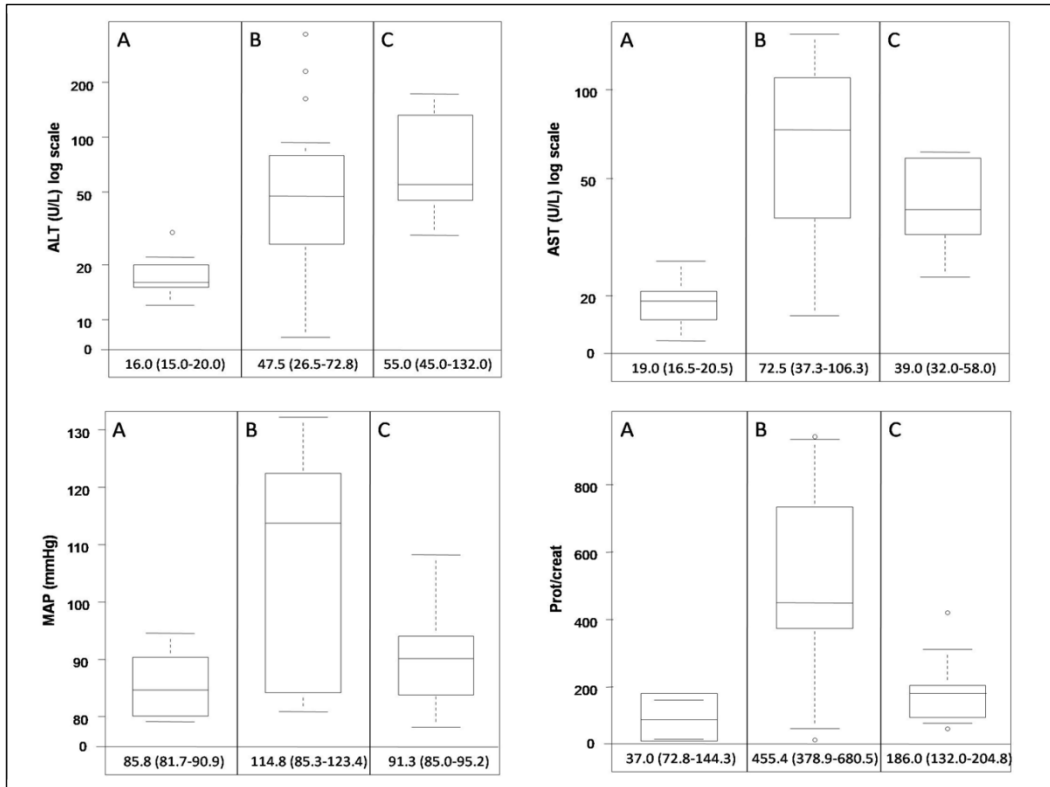 A B C
200
100
50
20
10
0
ALT (U/L) log scale
16.0 (15.0-20.0) 47.5 (26.5-72.8) 55.0 (45.0-132.0)
A B C
100
50
20
0
AST (U/L) log scale
19.0 (16.5-20.5) 72.5 (37.3-106.3) 39.0 (32.0-58.0)
A B C
130
120
110
100
90
80
0
MAP (mmHg)
85.8 (81.7-90.9) 114.8 (85.3-123.4) 91.3 (85.0-95.2)
A B C
800
600
400
200
0
Prot/creat
37.0 (72.8-144.3) 455.4 (378.9-680.5) 186.0 (132.0-204.8)